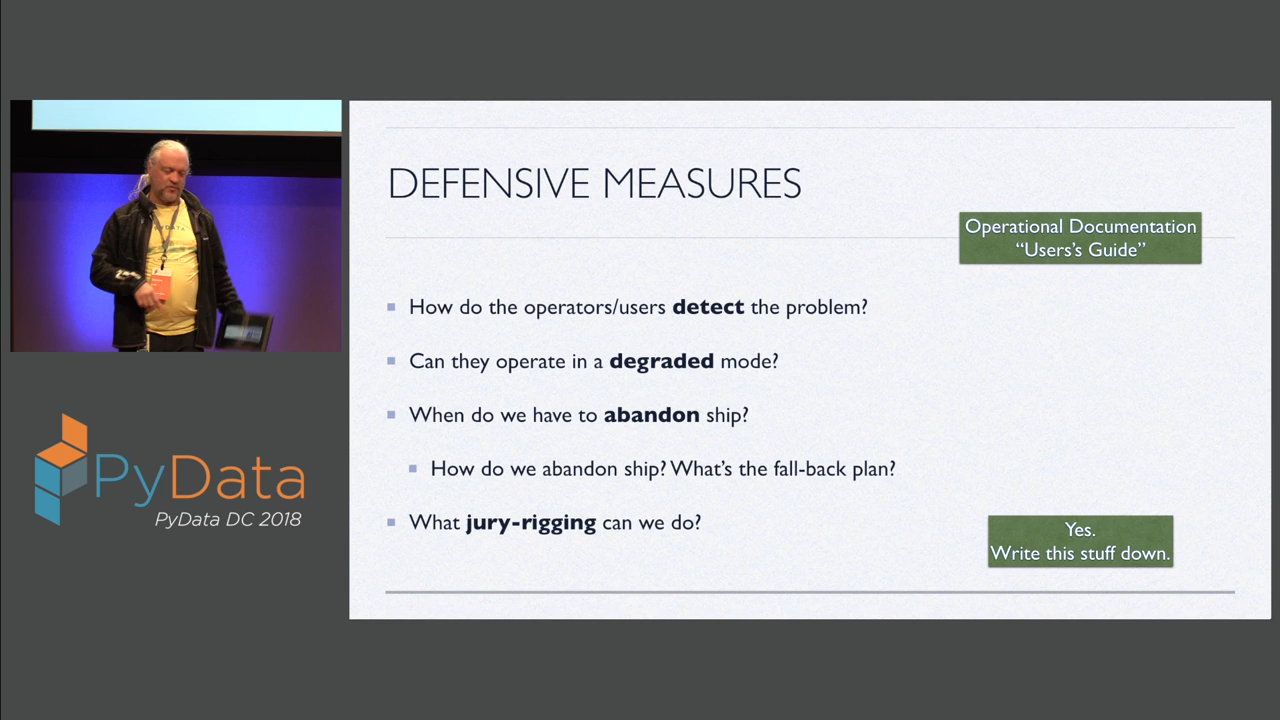 DEFENSIVE MEASURES
Operational Documentation
“Users’s Guide”
How do the operators/users detect the problem?
Can they operate in a degraded mode?
When do we have to abandon ship?
How do we abandon ship? What’s the fall-back plan?
What jury-rigging can we do?
Yes.
Write this stuff down.
PYDATA
PyData
PyData DC 2018